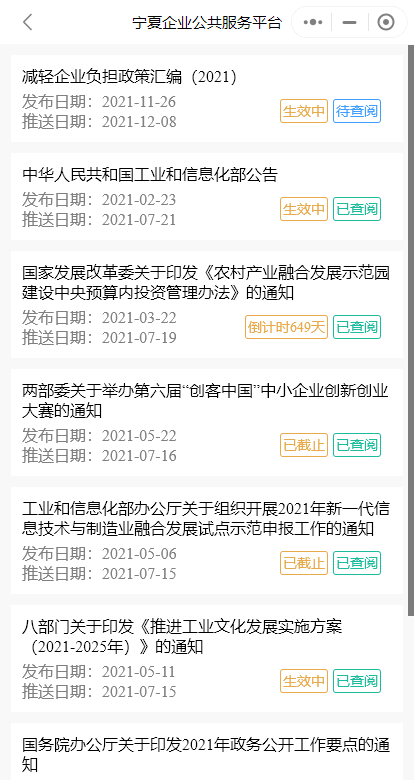 宁夏企业公共服务平台
减轻企业负担政策汇编（2021）
发布日期：2021-11-26
推送日期：2021-12-08
生效中 待查阅
中华人民共和国工业和信息化部公告
发布日期：2021-02-23
推送日期：2021-07-21
生效中 已查阅
国家发展改革委关于印发《农村产业融合发展示范园
建设中央预算内投资管理办法》的通知
发布日期：2021-03-22
推送日期：2021-07-19
倒计时649天 已查阅
两部委关于举办第六届“创客中国”中小企业创新创业
大赛的通知
发布日期：2021-05-22
推送日期：2021-07-16
已截止 已查阅
工业和信息化部办公厅关于组织开展2021年新一代信
息技术与制造业融合发展试点示范申报工作的通知
发布日期：2021-05-06
推送日期：2021-07-15
已截止 已查阅
八部门关于印发《推进工业文化发展实施方案
（2021-2025年）》的通知
发布日期：2021-05-11
推送日期：2021-07-15
生效中 已查阅
国务院办公厅关于印发2021年政务公开工作要点的通
知